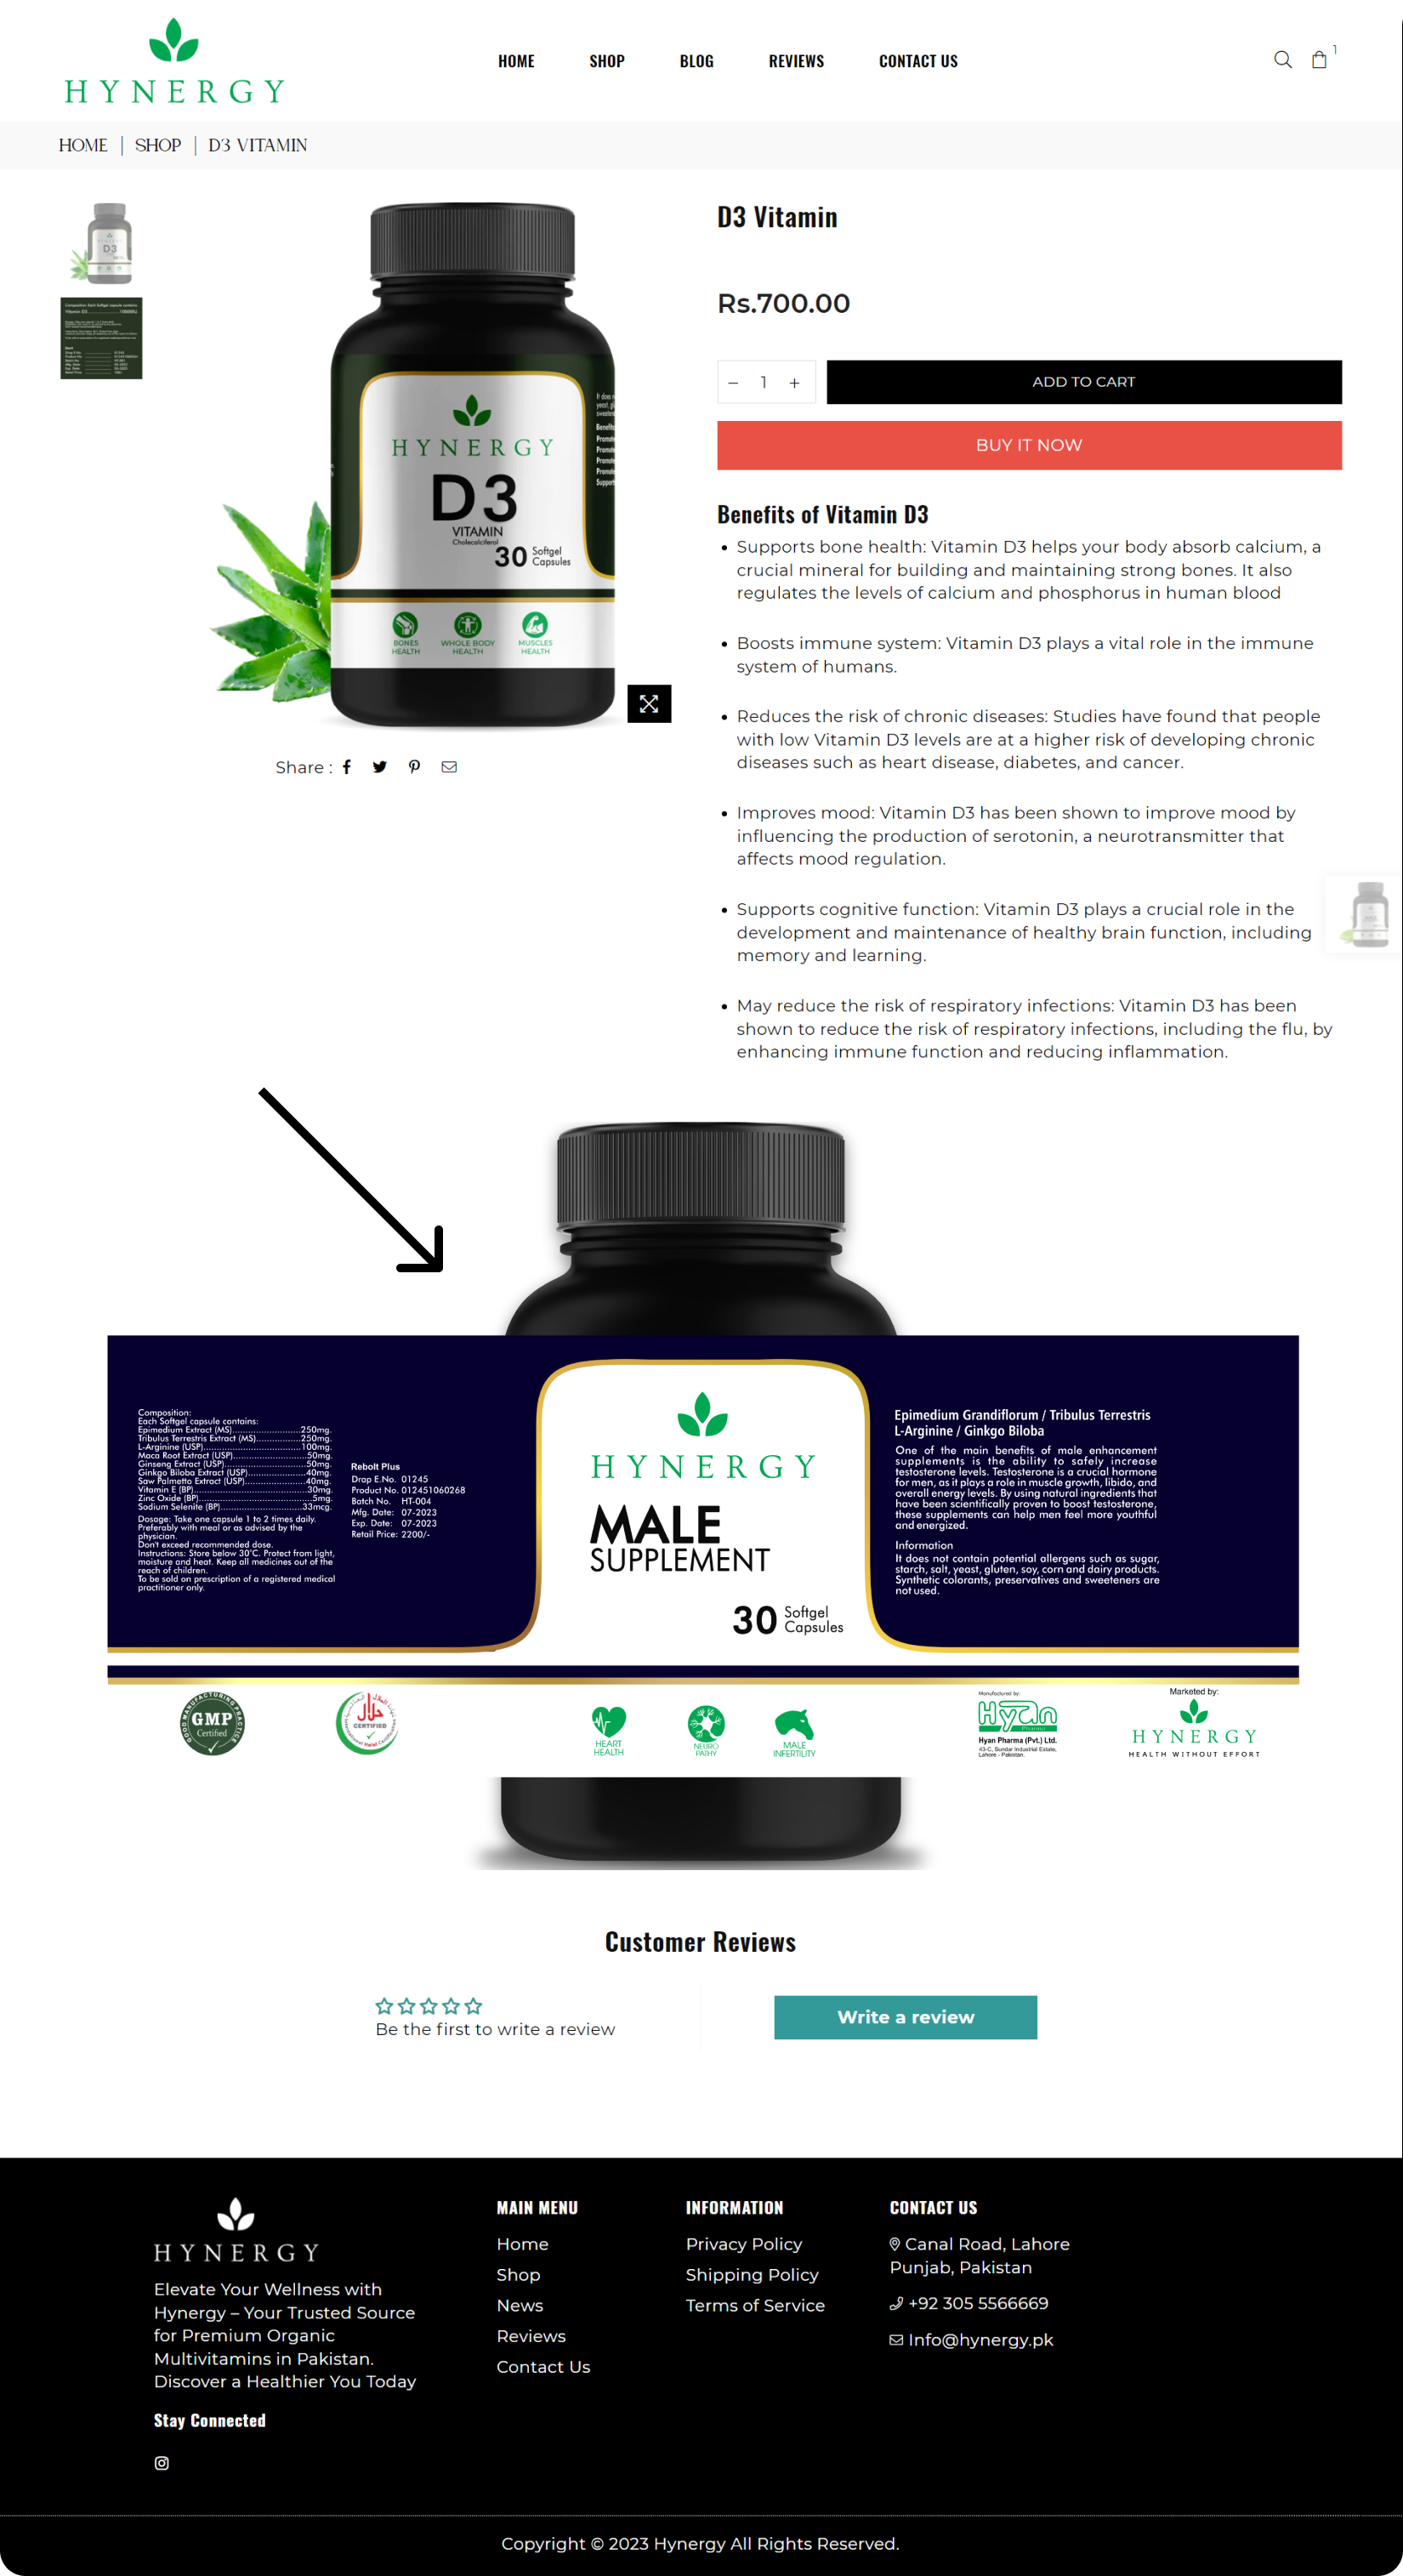 HYNERGY
HOME SHOP BLOG REVIEWS CONTACT US
1
HOME | SHOP | D3 VITAMIN
HYNERGY
D3
VITAMIN
Cholecalciferol
30 Softgel
Capsules
BONES
HEALTH
WHOLE BODY
HEALTH
MUSCLES
HEALTH
Share :
D3 Vitamin
Rs.700.00
− 1 +
ADD TO CART
BUY IT NOW
Benefits of Vitamin D3
• Supports bone health: Vitamin D3 helps your body absorb calcium, a
crucial mineral for building and maintaining strong bones. It also
regulates the levels of calcium and phosphorus in human blood
• Boosts immune system: Vitamin D3 plays a vital role in the immune
system of humans.
• Reduces the risk of chronic diseases: Studies have found that people
with low Vitamin D3 levels are at a higher risk of developing chronic
diseases such as heart disease, diabetes, and cancer.
• Improves mood: Vitamin D3 has been shown to improve mood by
influencing the production of serotonin, a neurotransmitter that
affects mood regulation.
• Supports cognitive function: Vitamin D3 plays a crucial role in the
development and maintenance of healthy brain function, including
memory and learning.
• May reduce the risk of respiratory infections: Vitamin D3 has been
shown to reduce the risk of respiratory infections, including the flu, by
enhancing immune function and reducing inflammation.
Composition:
Each Softgel capsule contains:
Epimedium Extract (MS)........................250mg.
Tribulus Terrestris Extract (MS)................250mg.
L-Arginine (USP)...................................100mg.
Maca Root Extract (USP)..........................50mg.
Ginseng Extract (USP).............................50mg.
Ginkgo Biloba Extract (USP).....................40mg.
Saw Palmetto Extract (USP)......................40mg.
Vitamin E (BP).......................................30mg.
Zinc Oxide (BP).......................................5mg.
Sodium Selenite (BP)..............................33mcg.
Dosage: Take one capsule 1 to 2 times daily.
Preferably with meal or as advised by the
physician.
Don't exceed recommended dose.
Instructions: Store below 30°C. Protect from light,
moisture and heat. Keep all medicines out of the
reach of children.
To be sold on prescription of a registered medical
practitioner only.
Rebolt Plus
Drap E.No. 01245
Product No. 012451060268
Batch No. HT-004
Mfg. Date: 07-2023
Exp. Date: 07-2023
Retail Price: 2200/-
HYNERGY
MALE
SUPPLEMENT
30 Softgel
Capsules
Epimedium Grandiflorum / Tribulus Terrestris
L-Arginine / Ginkgo Biloba
One of the main benefits of male enhancement
supplements is the ability to safely increase
testosterone levels. Testosterone is a crucial hormone
for men, as it plays a role in muscle growth, libido, and
overall energy levels. By using natural ingredients that
have been scientifically proven to boost testosterone,
these supplements can help men feel more youthful
and energized.
Information
It does not contain potential allergens such as sugar,
starch, salt, yeast, gluten, soy, corn and dairy products.
Synthetic colorants, preservatives and sweeteners are
not used.
GOOD MANUFACTURING PRACTICE
GMP
Certified
حلال
CERTIFIED
HEART
HEALTH
NEURO
PATHY
MALE
INFERTILITY
Manufactured by:
Hyan
Pharma
Hyan Pharma (Pvt.) Ltd.
43-C, Sundar Industrial Estate,
Lahore - Pakistan.
Marketed by:
HYNERGY
HEALTH WITHOUT EFFORT
Customer Reviews
Be the first to write a review
Write a review
HYNERGY
Elevate Your Wellness with
Hynergy – Your Trusted Source
for Premium Organic
Multivitamins in Pakistan.
Discover a Healthier You Today
Stay Connected
MAIN MENU
Home
Shop
News
Reviews
Contact Us
INFORMATION
Privacy Policy
Shipping Policy
Terms of Service
CONTACT US
Canal Road, Lahore
Punjab, Pakistan
+92 305 5566669
Info@hynergy.pk
Copyright © 2023 Hynergy All Rights Reserved.